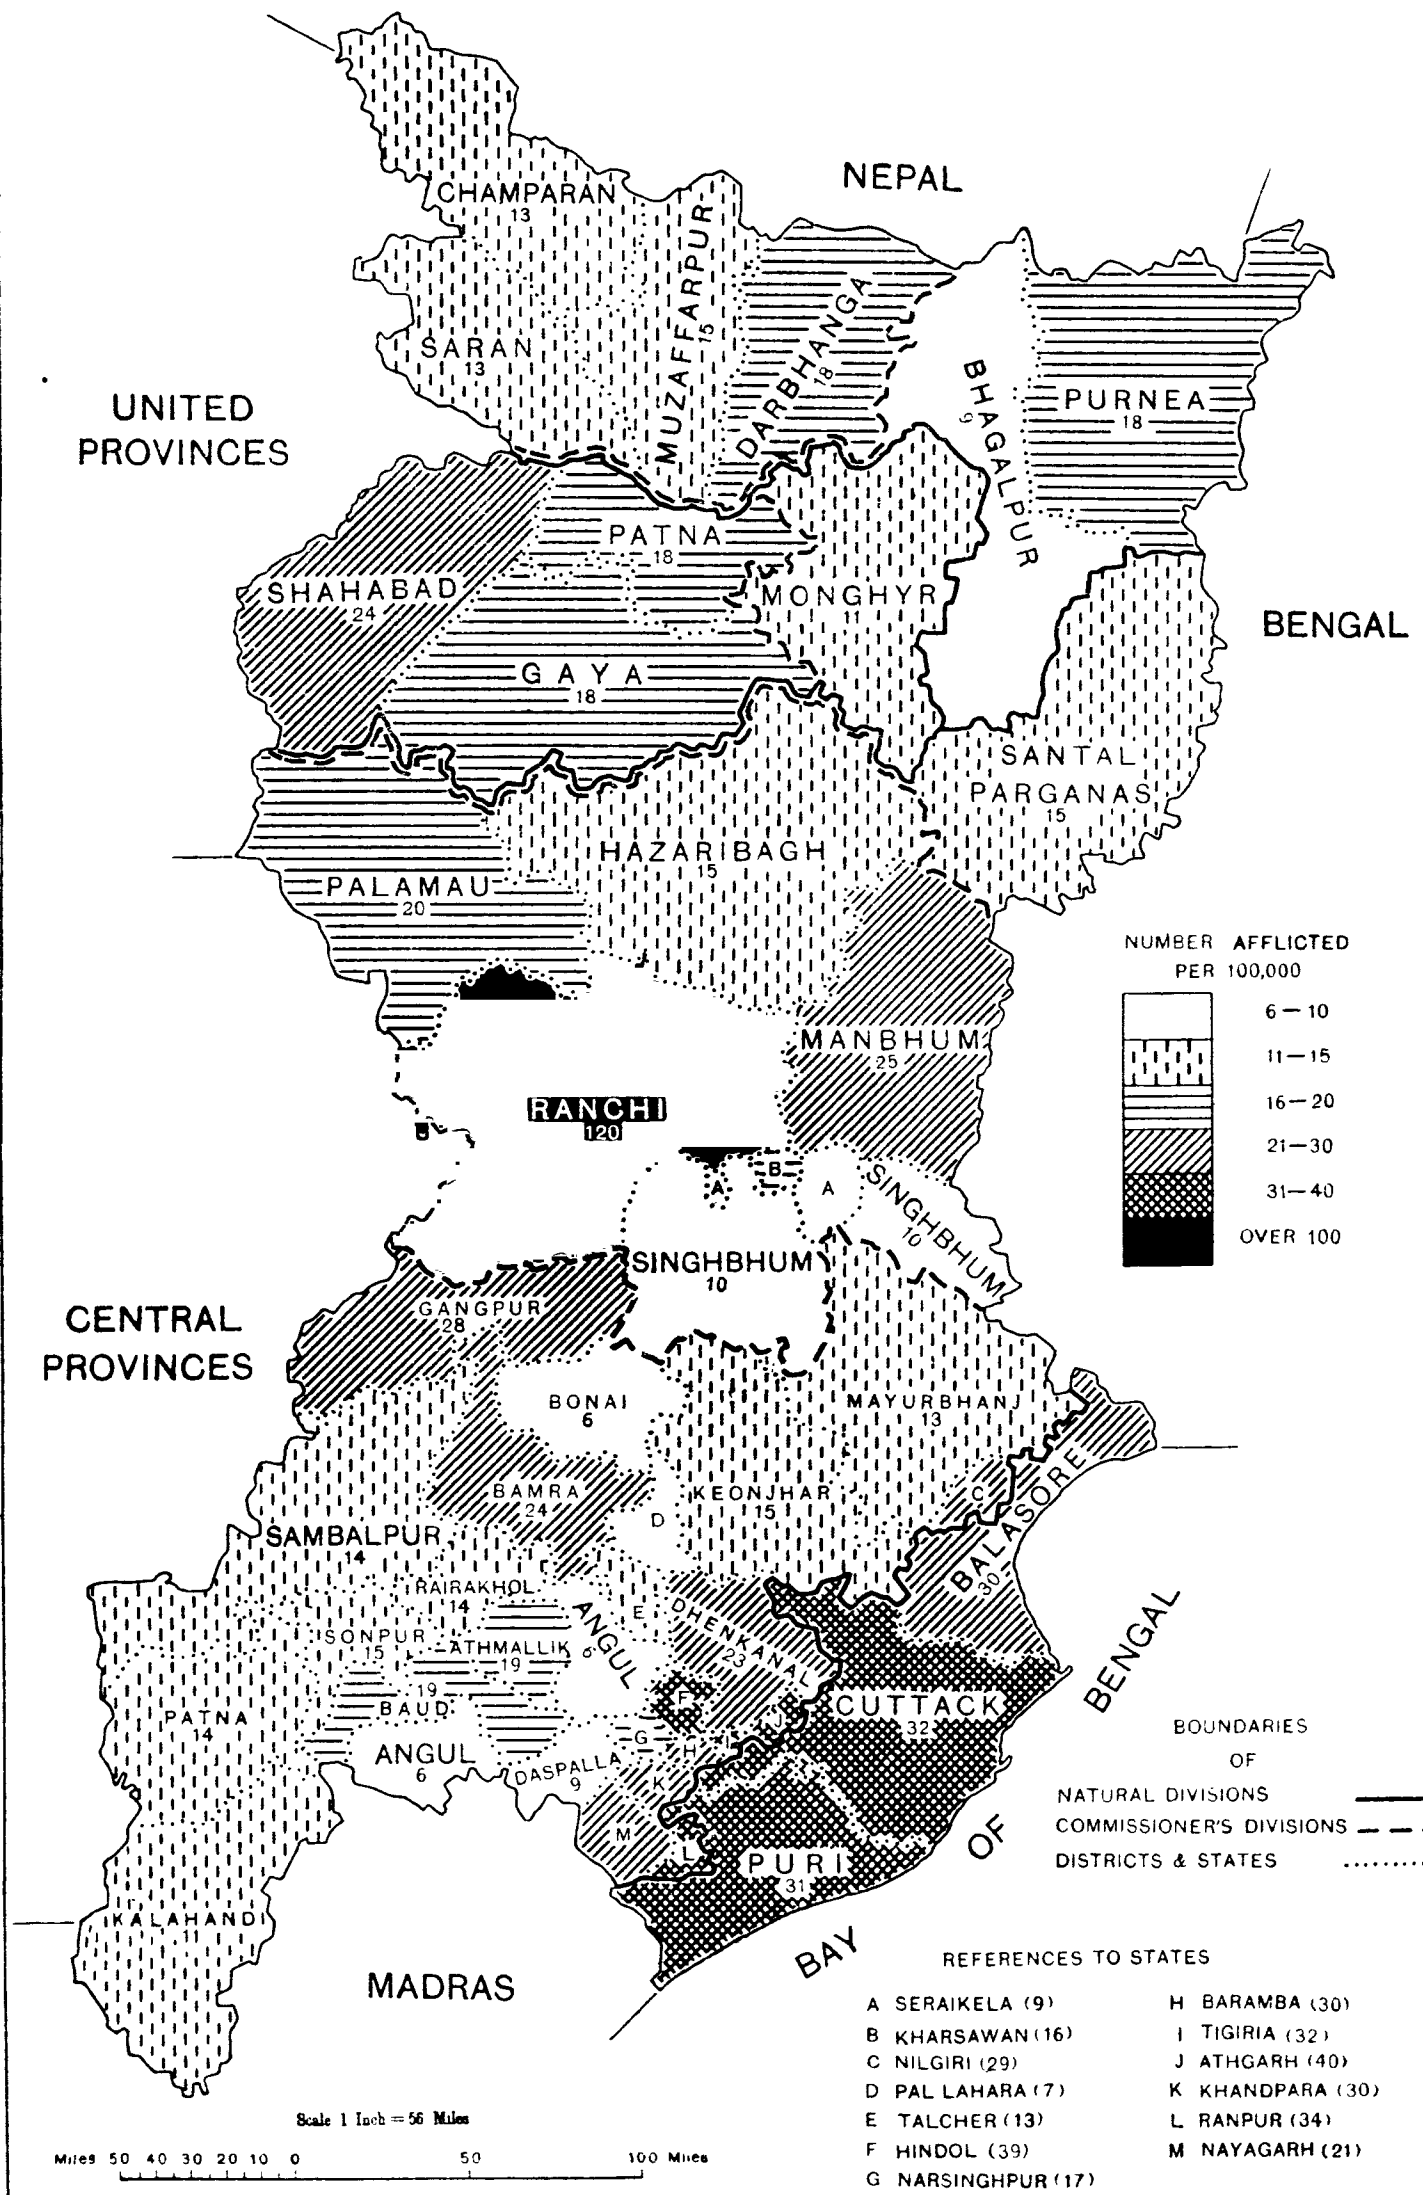 NEPAL
CHAMPARAN
13
MUZAFFARPUR
15
DARBHANGA
18
SARAN
13
BHAGALPUR
9
PURNEA
18
UNITED
PROVINCES
PATNA
18
SHAHABAD
24
MONGHYR
11
BENGAL
GAYA
18
SANTAL
PARGANAS
15
HAZARIBAGH
15
PALAMAU
20
NUMBER AFFLICTED
PER 100,000
6 — 10
11 — 15
16 — 20
21 — 30
31 — 40
OVER 100
MANBHUM
25
RANCHI
120
A
B
A
SINGHBHUM
10
SINGHBHUM
10
CENTRAL
PROVINCES
GANGPUR
28
BONAI
6
MAYURBHANJ
13
BAMRA
24
KEONJHAR
15
C
D
BALASORE
30
SAMBALPUR
14
RAIRAKHOL
14
E
ANGUL
6
DHENKANAL
23
SONPUR
15
ATHMALLIK
19
19
BAUD
F
CUTTACK
32
PATNA
14
J
G
H
I
ANGUL
6
DASPALLA
9
K
M
L
PURI
31
KALAHANDI
11
MADRAS
BAY OF BENGAL
BOUNDARIES
OF
NATURAL DIVISIONS
COMMISSIONER'S DIVISIONS
DISTRICTS & STATES
REFERENCES TO STATES
A SERAIKELA (9)
B KHARSAWAN (16)
C NILGIRI (29)
D PAL LAHARA (7)
E TALCHER (13)
F HINDOL (39)
G NARSINGHPUR (17)
H BARAMBA (30)
I TIGIRIA (32)
J ATHGARH (40)
K KHANDPARA (30)
L RANPUR (34)
M NAYAGARH (21)
Scale 1 Inch = 56 Miles
Miles 50 40 30 20 10 0 50 100 Miles